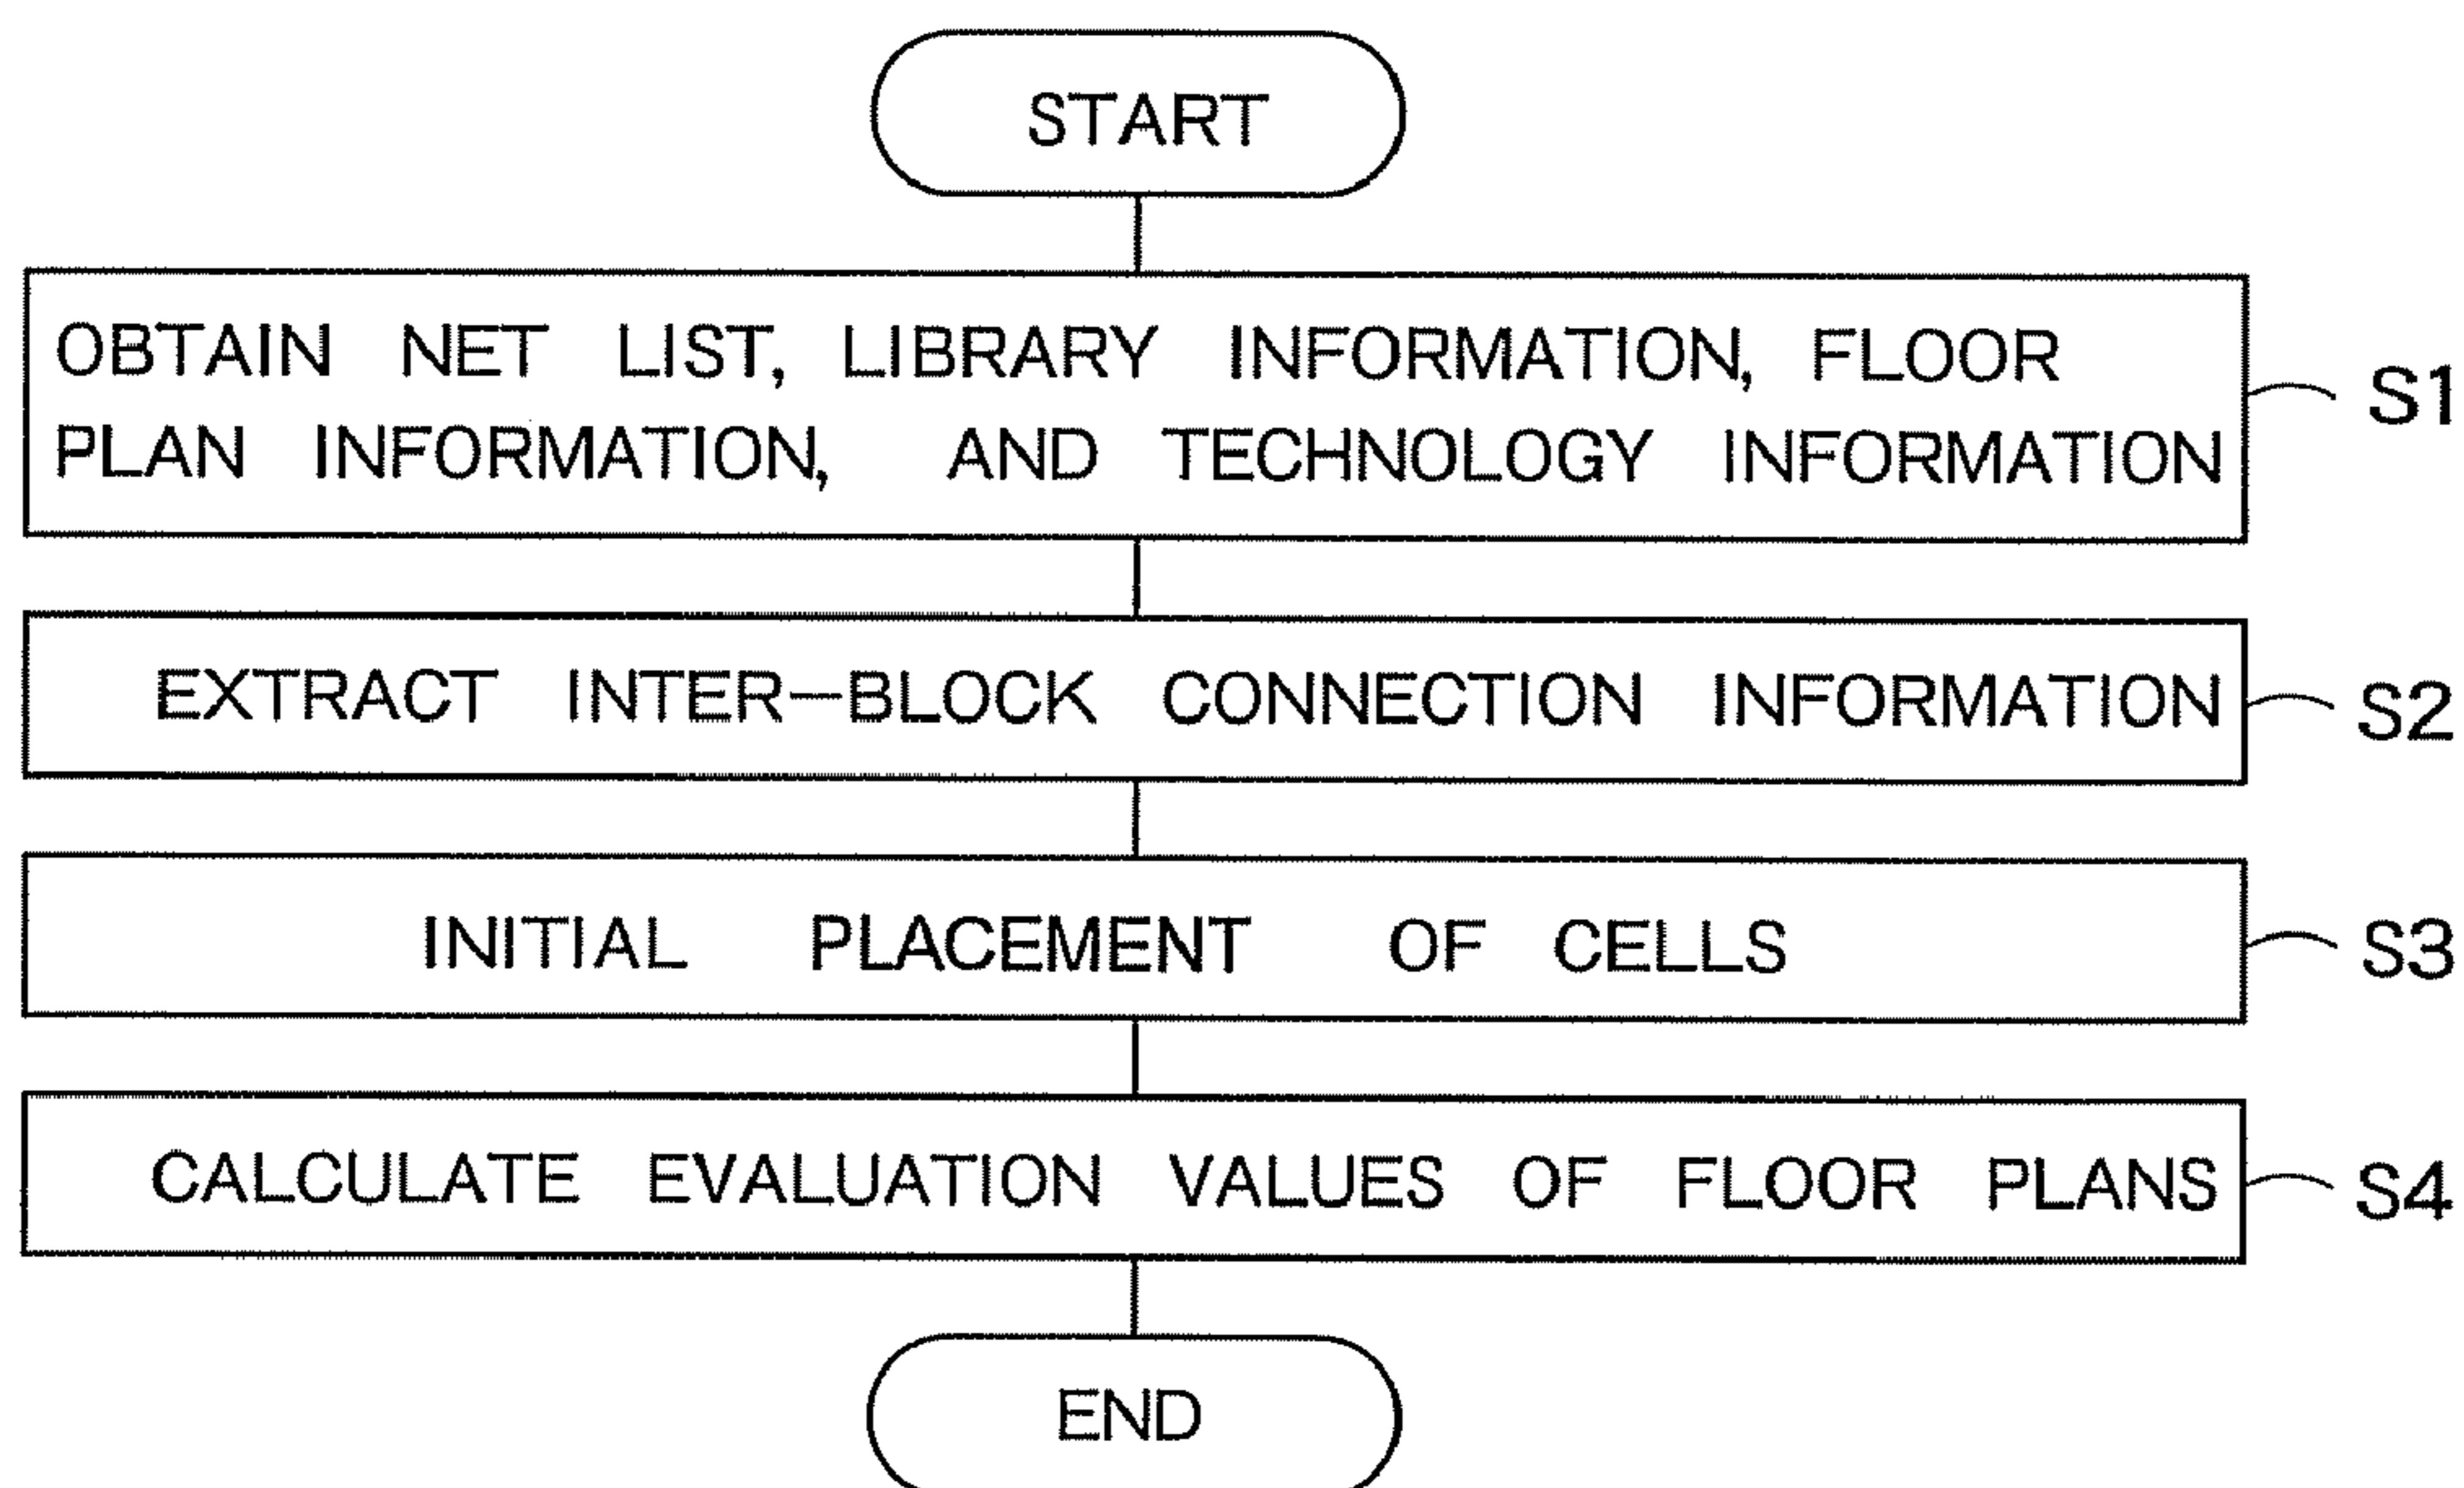 START
OBTAIN NET LIST, LIBRARY INFORMATION, FLOOR
PLAN INFORMATION, AND TECHNOLOGY INFORMATION
S1
EXTRACT INTER-BLOCK CONNECTION INFORMATION
S2
INITIAL PLACEMENT OF CELLS
S3
CALCULATE EVALUATION VALUES OF FLOOR PLANS
S4
END